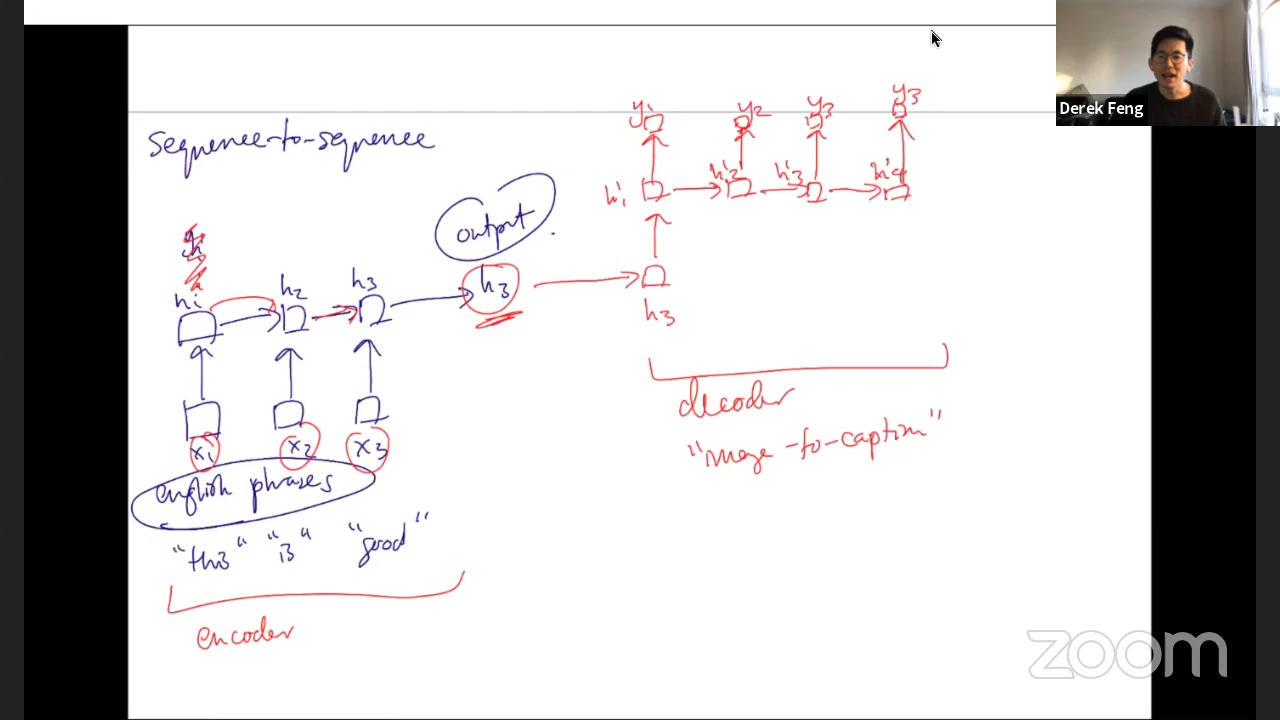 Derek Feng
sequence-to-sequence
y1 y2 y3 y3
h'1 h'2 h'3 h'4
output
h1 h2 h3 h3
h3
x1 x2 x3
english phrases
"this" "is" "good"
encoder
decoder
"image-to-caption"
zoom